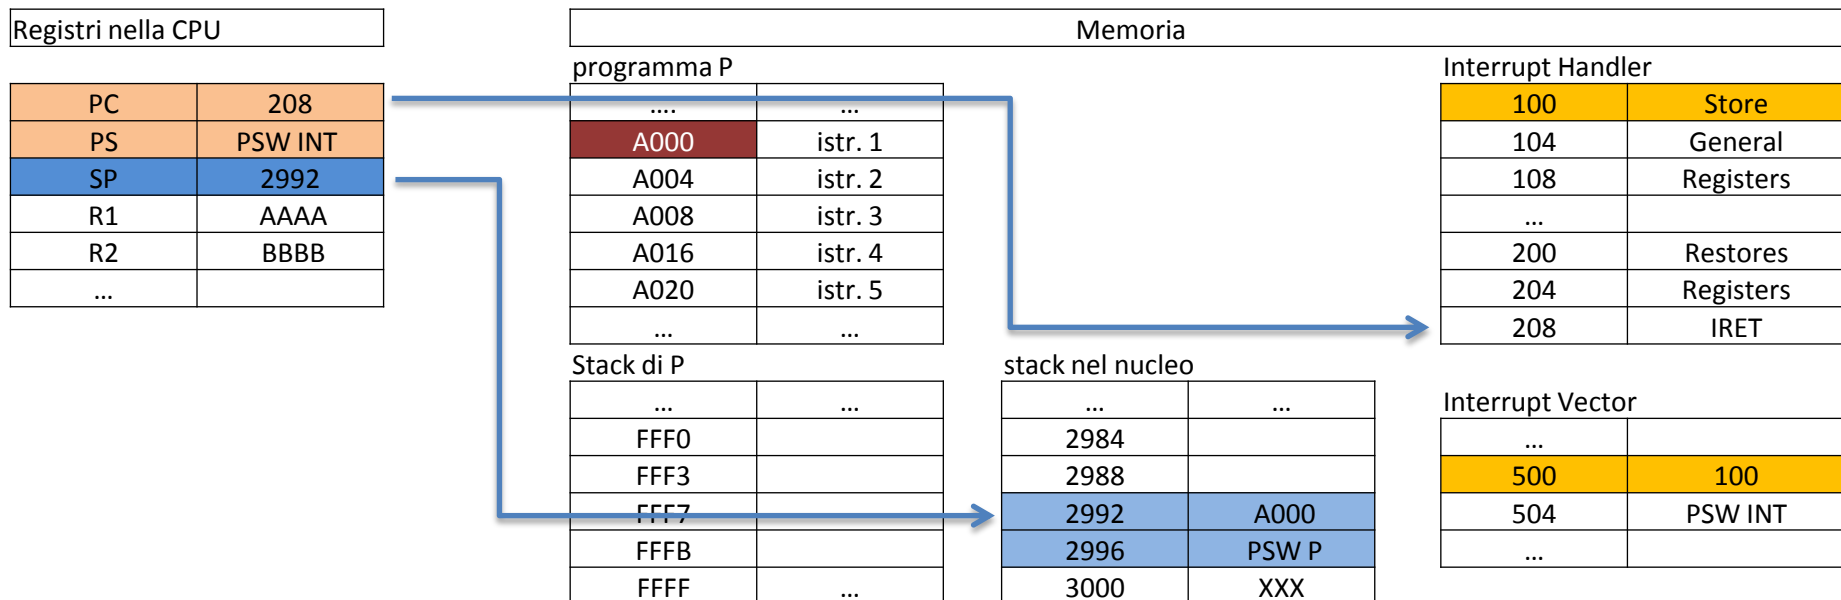 Registri nella CPU
Memoria
programma P
Interrupt Handler
PC 208
PS PSW INT
SP 2992
R1 AAAA
R2 BBBB
...
.... ...
A000 istr. 1
A004 istr. 2
A008 istr. 3
A016 istr. 4
A020 istr. 5
... ...
100 Store
104 General
108 Registers
...
200 Restores
204 Registers
208 IRET
Stack di P
... ...
FFF0
FFF3
FFF7
FFFB
FFFF ...
stack nel nucleo
... ...
2984
2988
2992 A000
2996 PSW P
3000 XXX
Interrupt Vector
...
500 100
504 PSW INT
...